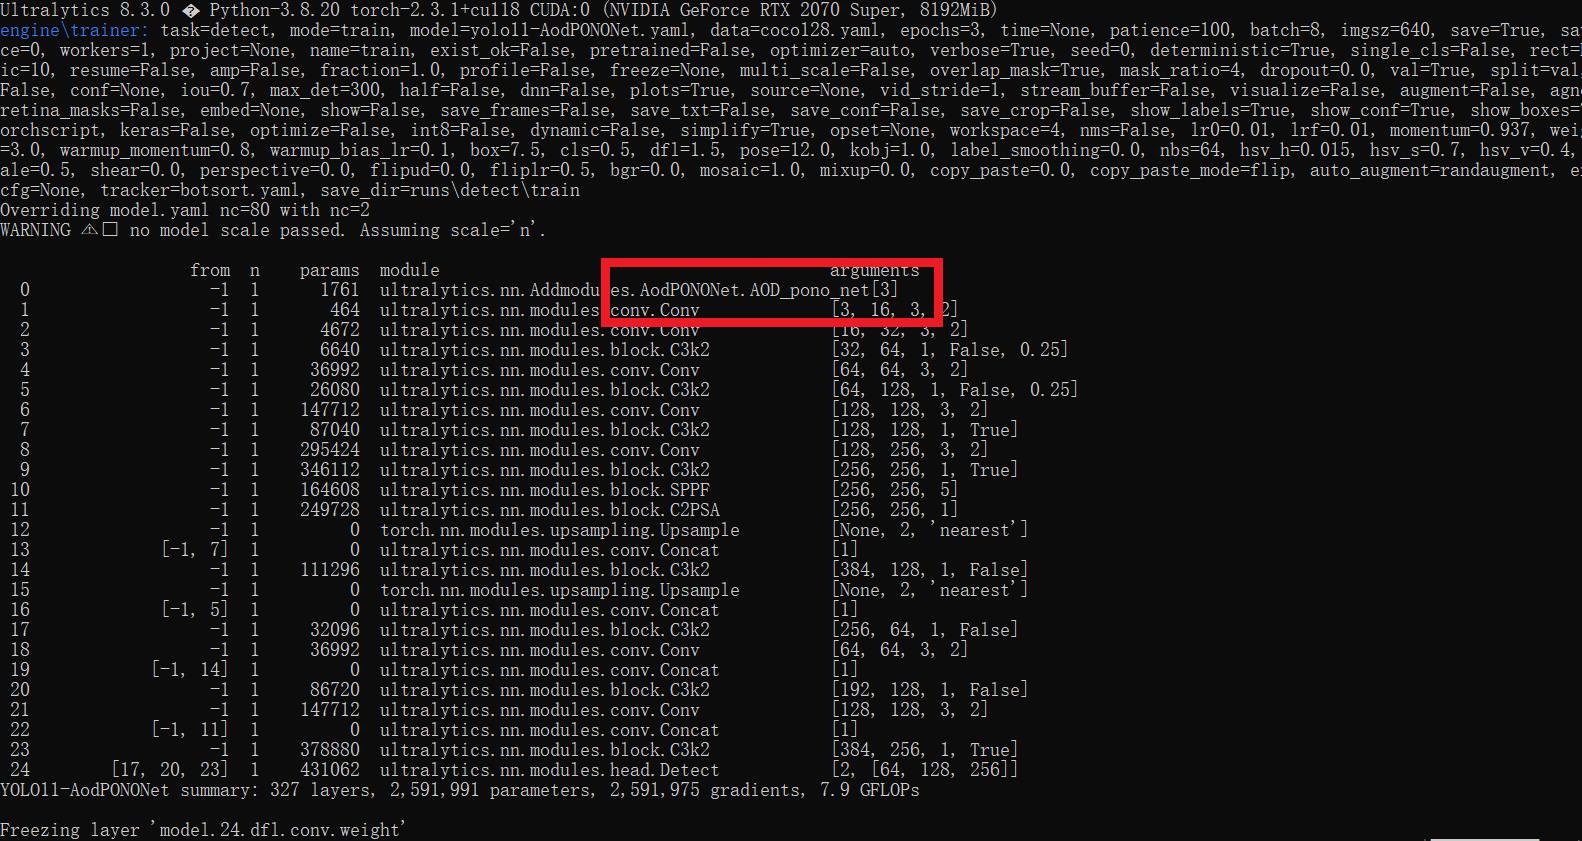 Ultralytics 8.3.0 � Python-3.8.20 torch-2.3.1+cu118 CUDA:0 (NVIDIA GeForce RTX 2070 Super, 8192MiB)
engine\trainer: task=detect, mode=train, model=yolo11-AodPONONet.yaml, data=coco128.yaml, epochs=3, time=None, patience=100, batch=8, imgsz=640, save=True, sa
ce=0, workers=1, project=None, name=train, exist_ok=False, pretrained=False, optimizer=auto, verbose=True, seed=0, deterministic=True, single_cls=False, rect=
ic=10, resume=False, amp=False, fraction=1.0, profile=False, freeze=None, multi_scale=False, overlap_mask=True, mask_ratio=4, dropout=0.0, val=True, split=val
False, conf=None, iou=0.7, max_det=300, half=False, dnn=False, plots=True, source=None, vid_stride=1, stream_buffer=False, visualize=False, augment=False, agn
retina_masks=False, embed=None, show=False, save_frames=False, save_txt=False, save_conf=False, save_crop=False, show_labels=True, show_conf=True, show_boxes=
orchscript, keras=False, optimize=False, int8=False, dynamic=False, simplify=True, opset=None, workspace=4, nms=False, lr0=0.01, lrf=0.01, momentum=0.937, wei
=3.0, warmup_momentum=0.8, warmup_bias_lr=0.1, box=7.5, cls=0.5, dfl=1.5, pose=12.0, kobj=1.0, label_smoothing=0.0, nbs=64, hsv_h=0.015, hsv_s=0.7, hsv_v=0.4,
ale=0.5, shear=0.0, perspective=0.0, flipud=0.0, fliplr=0.5, bgr=0.0, mosaic=1.0, mixup=0.0, copy_paste=0.0, copy_paste_mode=flip, auto_augment=randaugment, e
cfg=None, tracker=botsort.yaml, save_dir=runs\detect\train
Overriding model.yaml nc=80 with nc=2
WARNING ⚠□ no model scale passed. Assuming scale='n'.
from n params module arguments
0 -1 1 1761 ultralytics.nn.Addmodules.AodPONONet.AOD_pono_net[3]
1 -1 1 464 ultralytics.nn.modules.conv.Conv [3, 16, 3, 2]
2 -1 1 4672 ultralytics.nn.modules.conv.Conv [16, 32, 3, 2]
3 -1 1 6640 ultralytics.nn.modules.block.C3k2 [32, 64, 1, False, 0.25]
4 -1 1 36992 ultralytics.nn.modules.conv.Conv [64, 64, 3, 2]
5 -1 1 26080 ultralytics.nn.modules.block.C3k2 [64, 128, 1, False, 0.25]
6 -1 1 147712 ultralytics.nn.modules.conv.Conv [128, 128, 3, 2]
7 -1 1 87040 ultralytics.nn.modules.block.C3k2 [128, 128, 1, True]
8 -1 1 295424 ultralytics.nn.modules.conv.Conv [128, 256, 3, 2]
9 -1 1 346112 ultralytics.nn.modules.block.C3k2 [256, 256, 1, True]
10 -1 1 164608 ultralytics.nn.modules.block.SPPF [256, 256, 5]
11 -1 1 249728 ultralytics.nn.modules.block.C2PSA [256, 256, 1]
12 -1 1 0 torch.nn.modules.upsampling.Upsample [None, 2, 'nearest']
13 [-1, 7] 1 0 ultralytics.nn.modules.conv.Concat [1]
14 -1 1 111296 ultralytics.nn.modules.block.C3k2 [384, 128, 1, False]
15 -1 1 0 torch.nn.modules.upsampling.Upsample [None, 2, 'nearest']
16 [-1, 5] 1 0 ultralytics.nn.modules.conv.Concat [1]
17 -1 1 32096 ultralytics.nn.modules.block.C3k2 [256, 64, 1, False]
18 -1 1 36992 ultralytics.nn.modules.conv.Conv [64, 64, 3, 2]
19 [-1, 14] 1 0 ultralytics.nn.modules.conv.Concat [1]
20 -1 1 86720 ultralytics.nn.modules.block.C3k2 [192, 128, 1, False]
21 -1 1 147712 ultralytics.nn.modules.conv.Conv [128, 128, 3, 2]
22 [-1, 11] 1 0 ultralytics.nn.modules.conv.Concat [1]
23 -1 1 378880 ultralytics.nn.modules.block.C3k2 [384, 256, 1, True]
24 [17, 20, 23] 1 431062 ultralytics.nn.modules.head.Detect [2, [64, 128, 256]]
YOLO11-AodPONONet summary: 327 layers, 2,591,991 parameters, 2,591,975 gradients, 7.9 GFLOPs
Freezing layer 'model.24.dfl.conv.weight'